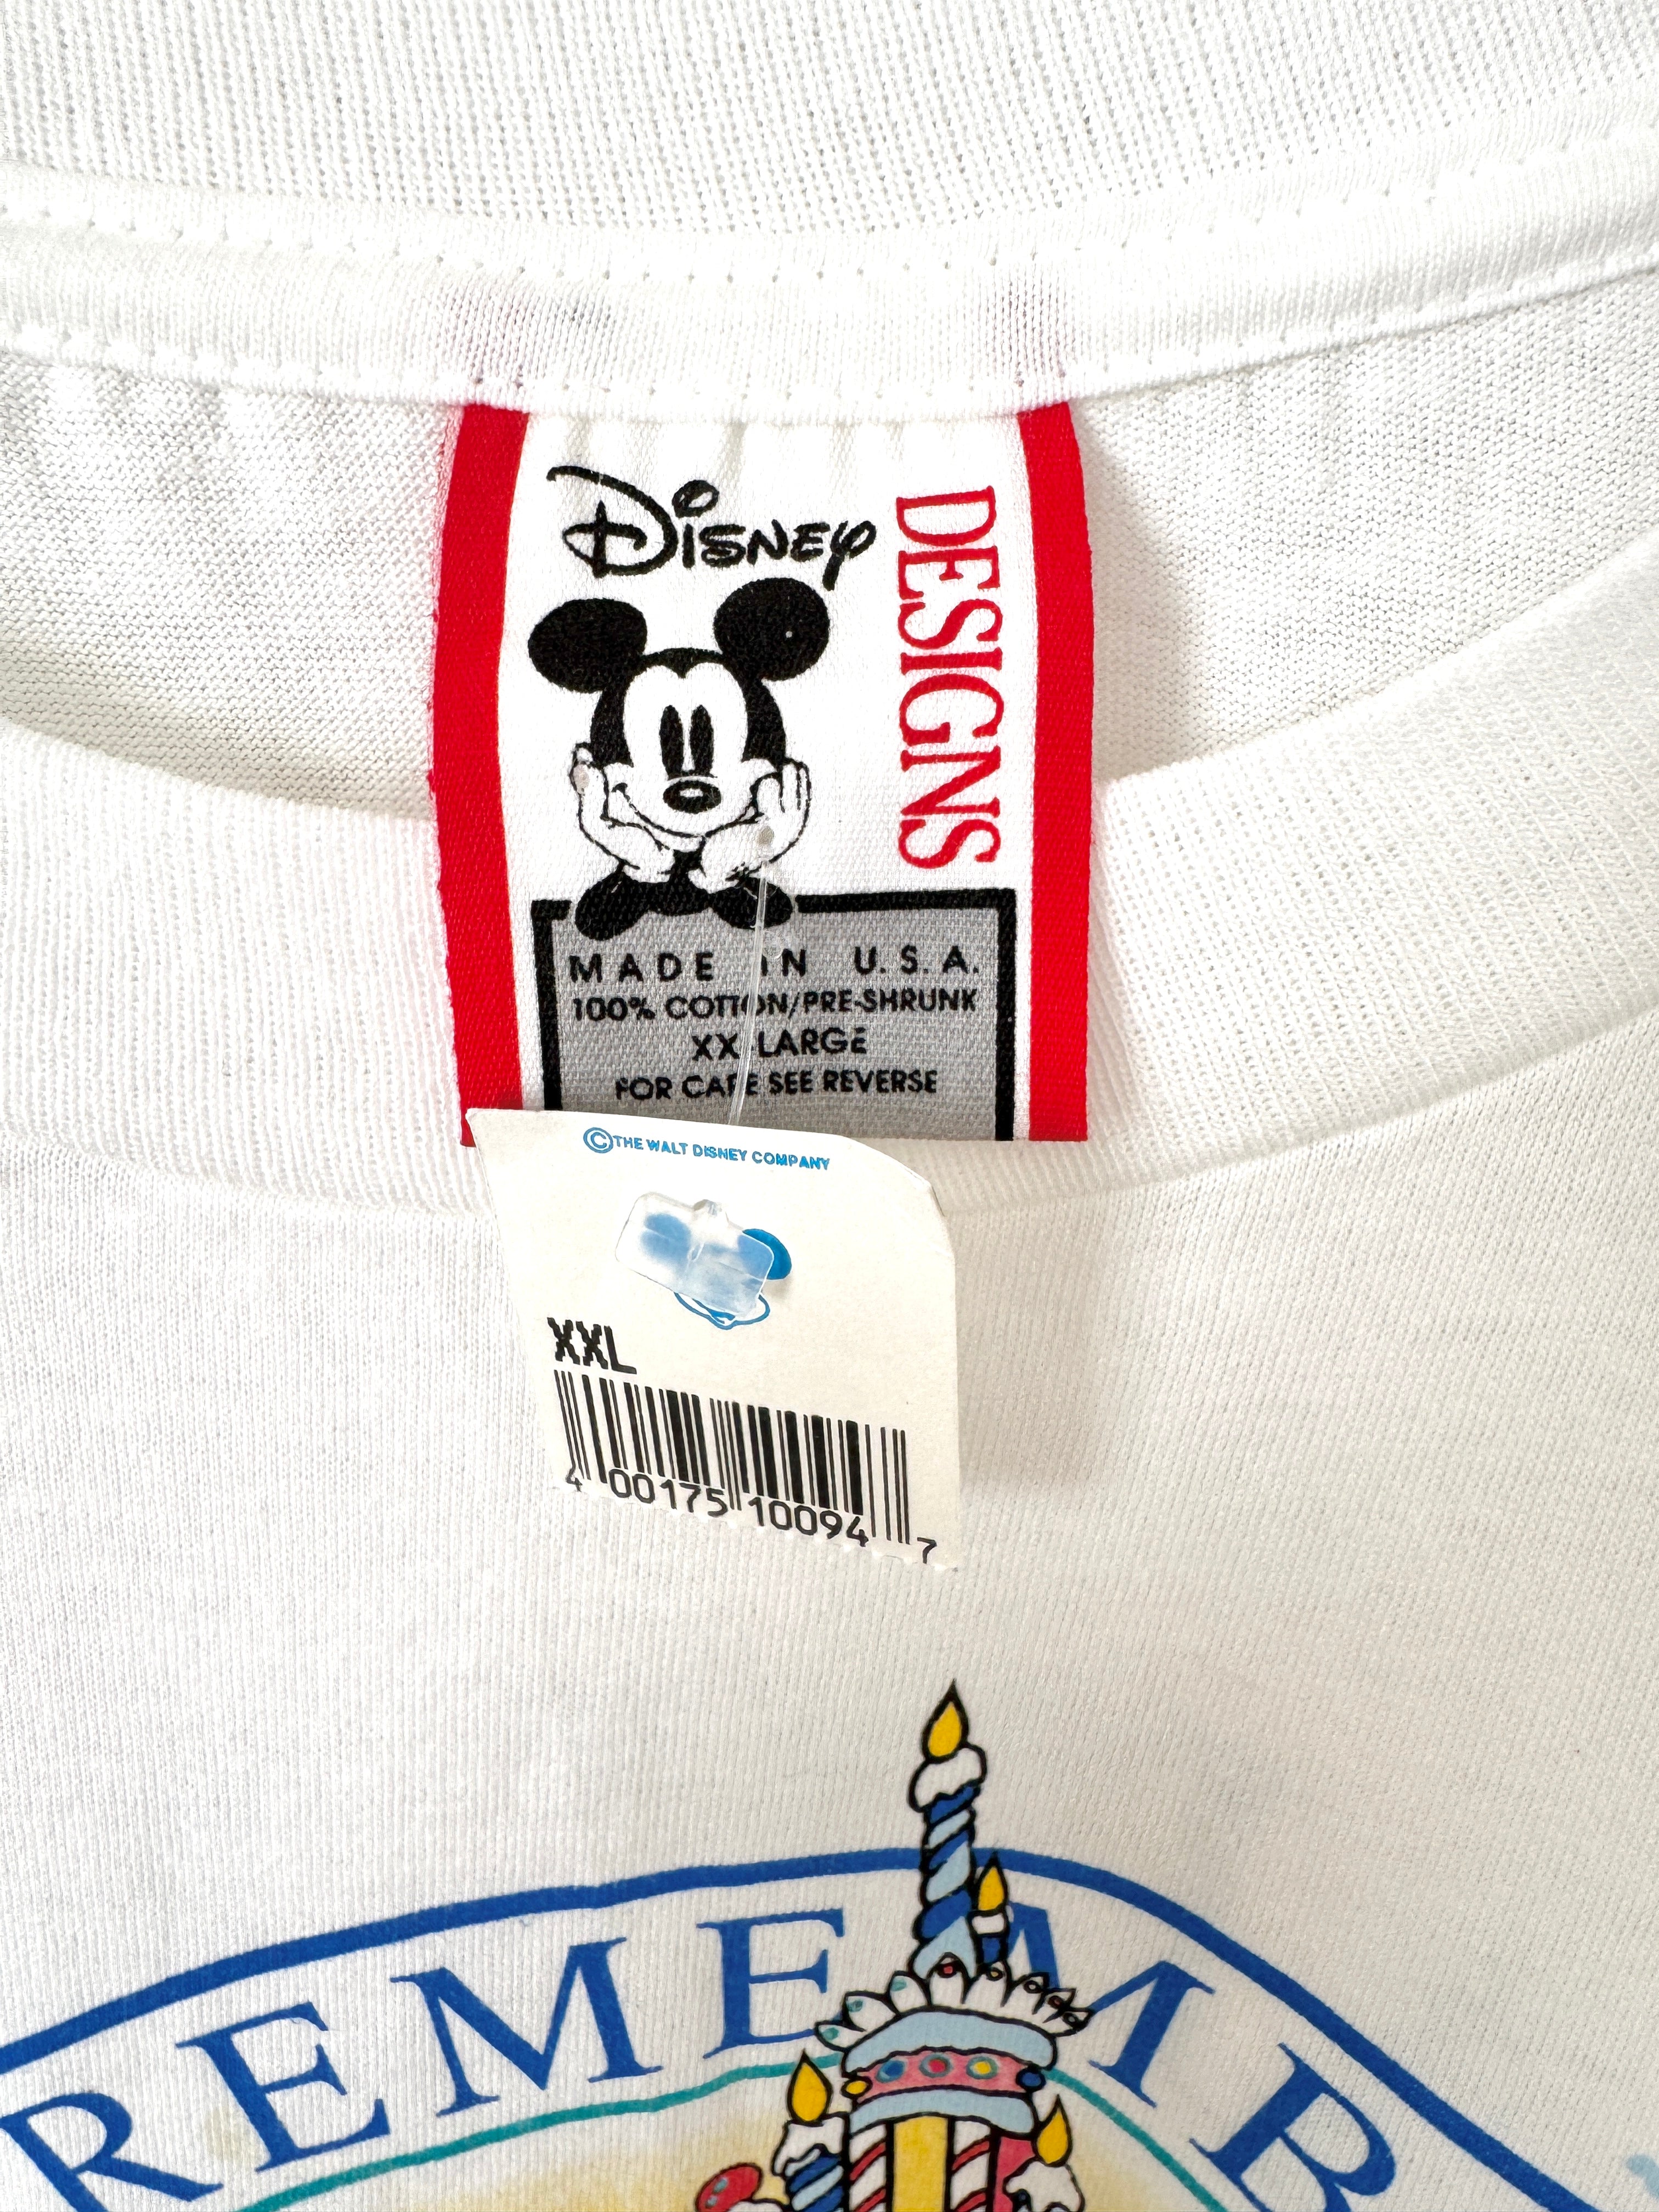 Disney
DESIGNS
MADE IN U.S.A.
100% COTTON/PRE-SHRUNK
XX LARGE
FOR CARE SEE REVERSE
©THE WALT DISNEY COMPANY
XXL
4 00175 10094 7
REMEMB